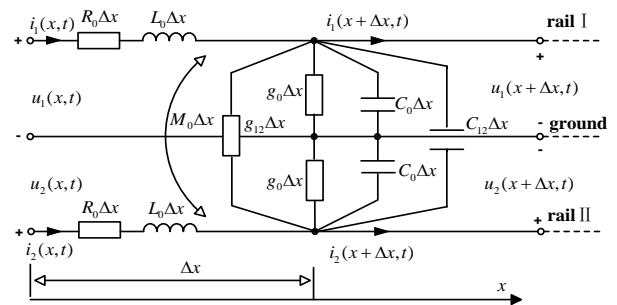 i₁(x,t) R₀Δx L₀Δx i₁(x+Δx,t) rail Ⅰ
+ +
u₁(x,t) g₀Δx C₀Δx u₁(x+Δx,t)
M₀Δx g₁₂Δx C₁₂Δx
- - ground
-
u₂(x,t) g₀Δx C₀Δx u₂(x+Δx,t)
R₀Δx L₀Δx
+ + rail Ⅱ
i₂(x,t) i₂(x+Δx,t)
Δx
x